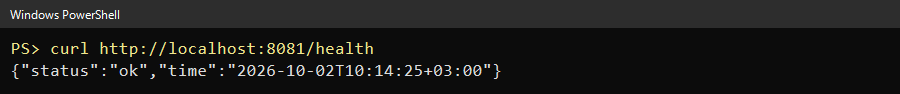 Windows PowerShell
PS> curl http://localhost:8081/health
{"status":"ok","time":"2026-10-02T10:14:25+03:00"}